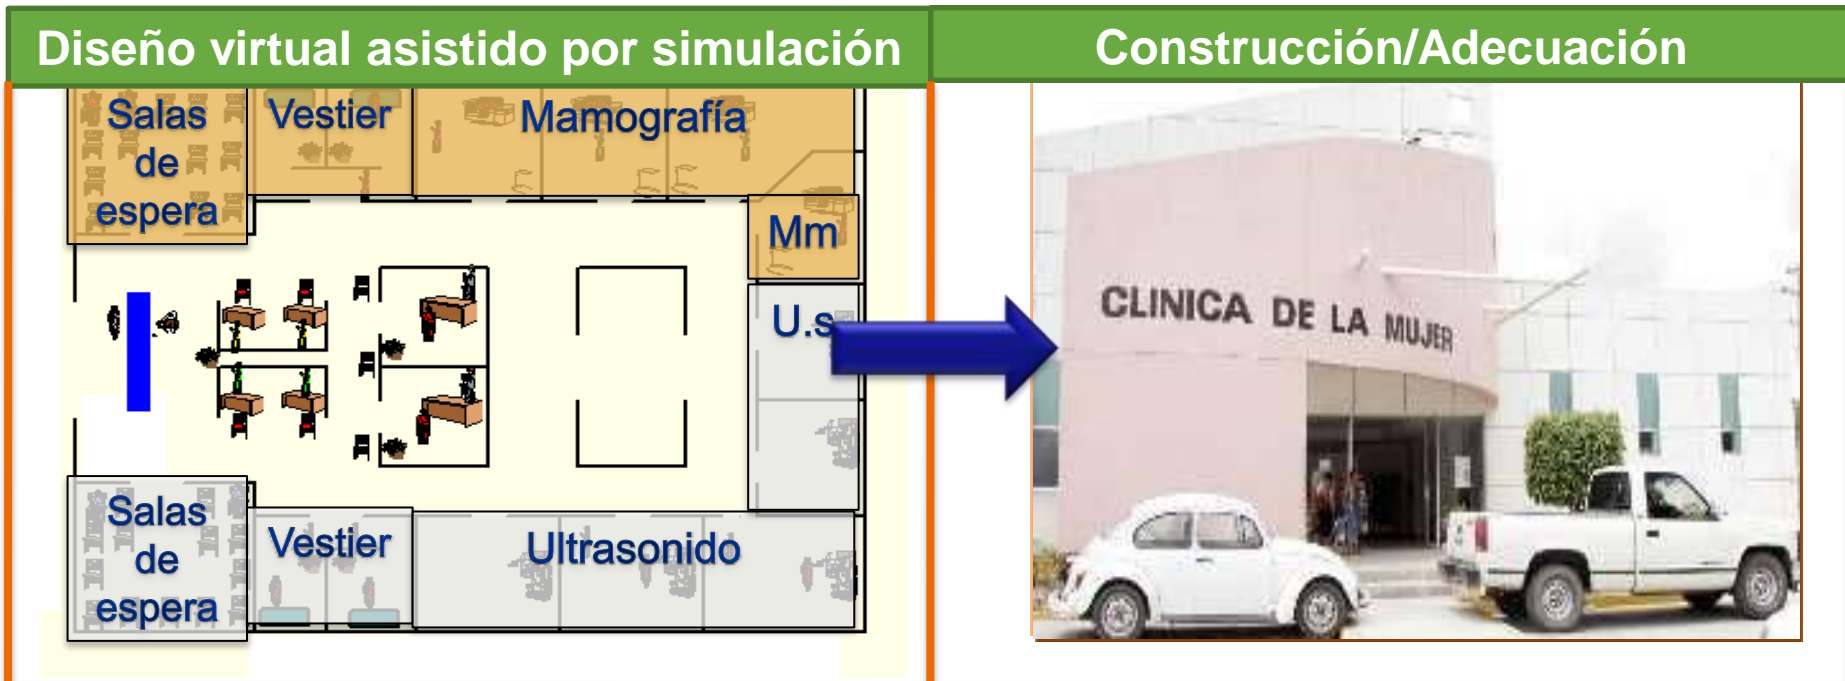 Diseño virtual asistido por simulación
Construcción/Adecuación
Salas
de
espera
Vestier
Mamografía
Mm
U.s
Salas
de
espera
Vestier
Ultrasonido
CLINICA DE LA MUJER